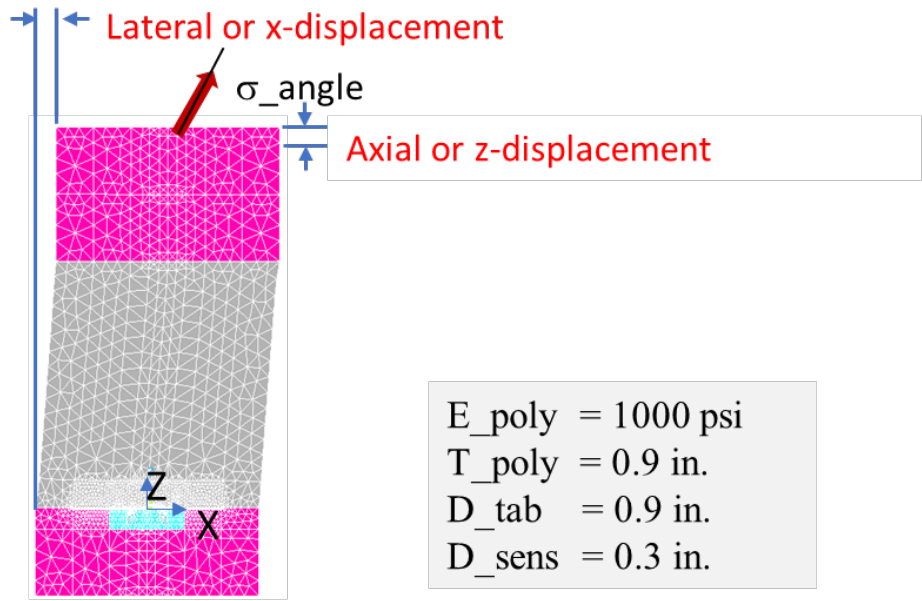 Lateral or x-displacement
σ_angle
Axial or z-displacement
Z
X
E_poly = 1000 psi
T_poly = 0.9 in.
D_tab = 0.9 in.
D_sens = 0.3 in.